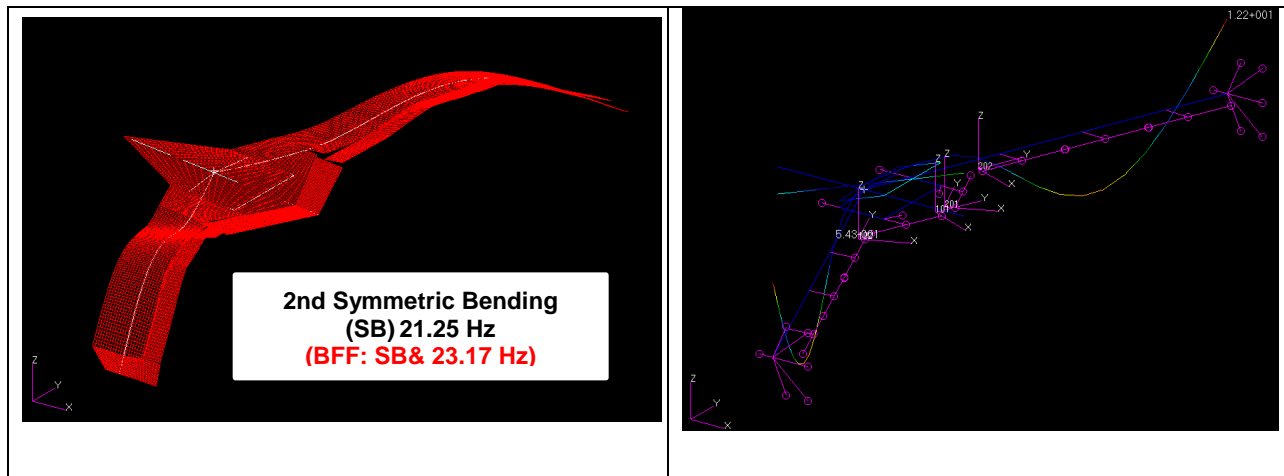 2nd Symmetric Bending
(SB) 21.25 Hz
(BFF: SB& 23.17 Hz)
Z
Y
X
1.22+001
Z
Z
Y
Z
202
X
Z
Y
201
Y
101
X
X
5.43-001
X
Z
Y
X